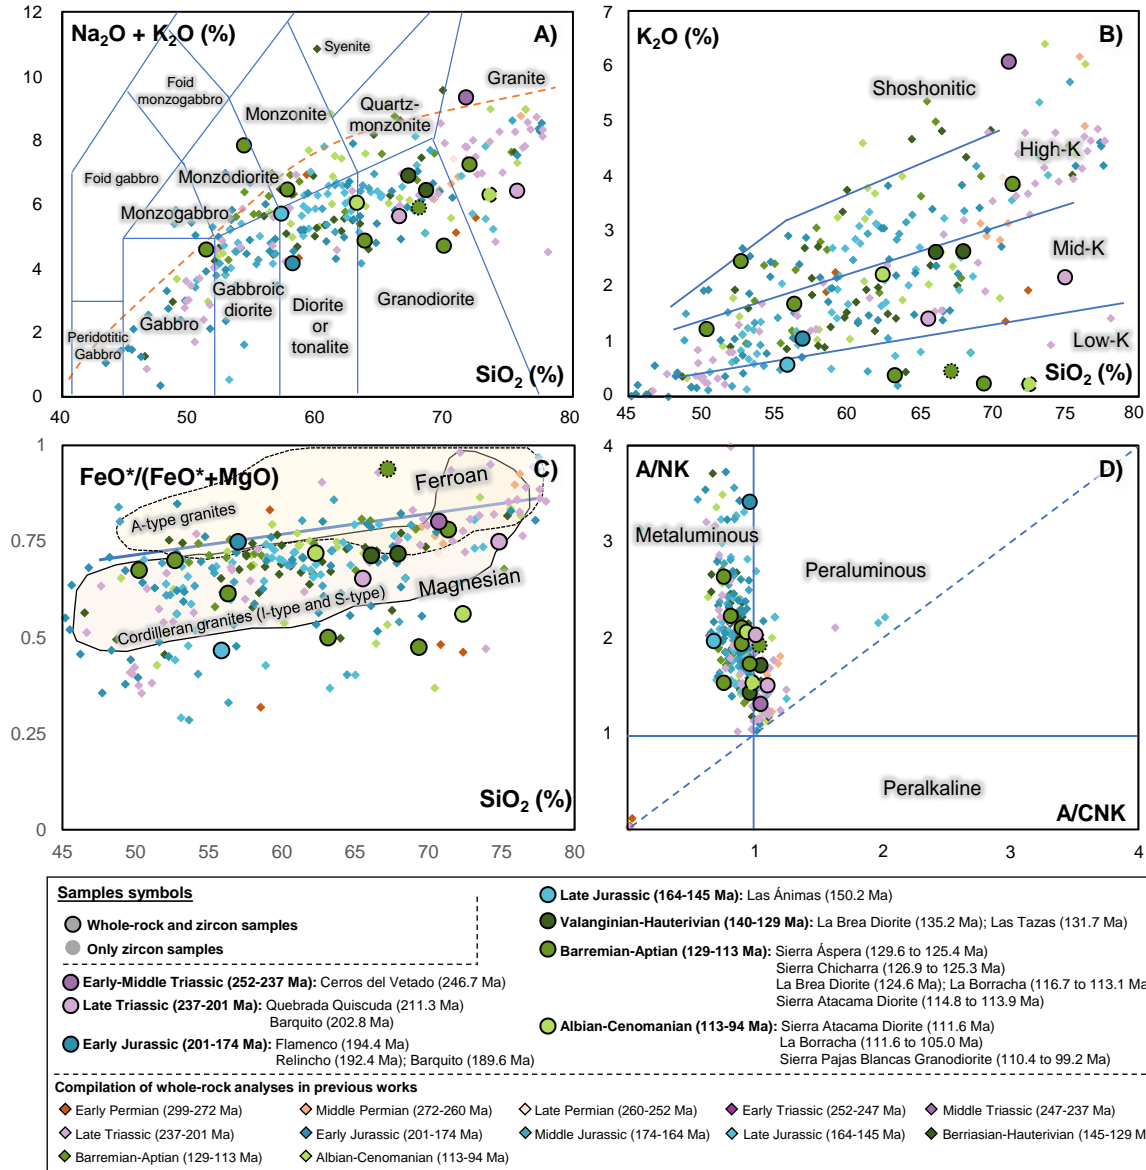 Na2O + K2O (%)
A)
12
10
8
6
4
2
0
40
50
60
70
80
SiO2 (%)
Syenite
Granite
Foid
monzogabbro
Monzonite
Quartz-
monzonite
Foid gabbro
Monzodiorite
Monzogabbro
Gabbroic
diorite
Diorite
or
tonalite
Granodiorite
Gabbro
Peridotitic
Gabbro
K2O (%)
B)
7
6
5
4
3
2
1
0
45
50
55
60
65
70
75
80
SiO2 (%)
Shoshonitic
High-K
Mid-K
Low-K
FeO*/(FeO*+MgO)
C)
1
0.75
0.5
0.25
0
45
50
55
60
65
70
75
80
SiO2 (%)
Ferroan
A-type granites
Magnesian
Cordilleran granites (I-type and S-type)
A/NK
D)
4
3
2
1
0
1
2
3
4
A/CNK
Metaluminous
Peraluminous
Peralkaline
Samples symbols
Whole-rock and zircon samples
Only zircon samples
Early-Middle Triassic (252-237 Ma): Cerros del Vetado (246.7 Ma)
Late Triassic (237-201 Ma): Quebrada Quiscuda (211.3 Ma)
Barquito (202.8 Ma)
Early Jurassic (201-174 Ma): Flamenco (194.4 Ma)
Relincho (192.4 Ma); Barquito (189.6 Ma)
Late Jurassic (164-145 Ma): Las Ánimas (150.2 Ma)
Valanginian-Hauterivian (140-129 Ma): La Brea Diorite (135.2 Ma); Las Tazas (131.7 Ma)
Barremian-Aptian (129-113 Ma): Sierra Áspera (129.6 to 125.4 Ma)
Sierra Chicharra (126.9 to 125.3 Ma)
La Brea Diorite (124.6 Ma); La Borracha (116.7 to 113.1 Ma)
Sierra Atacama Diorite (114.8 to 113.9 Ma)
Albian-Cenomanian (113-94 Ma): Sierra Atacama Diorite (111.6 Ma)
La Borracha (111.6 to 105.0 Ma)
Sierra Pajas Blancas Granodiorite (110.4 to 99.2 Ma)
Compilation of whole-rock analyses in previous works
Early Permian (299-272 Ma)
Middle Permian (272-260 Ma)
Late Permian (260-252 Ma)
Early Triassic (252-247 Ma)
Middle Triassic (247-237 Ma)
Late Triassic (237-201 Ma)
Early Jurassic (201-174 Ma)
Middle Jurassic (174-164 Ma)
Late Jurassic (164-145 Ma)
Berriasian-Hauterivian (145-129 M
Barremian-Aptian (129-113 Ma)
Albian-Cenomanian (113-94 Ma)